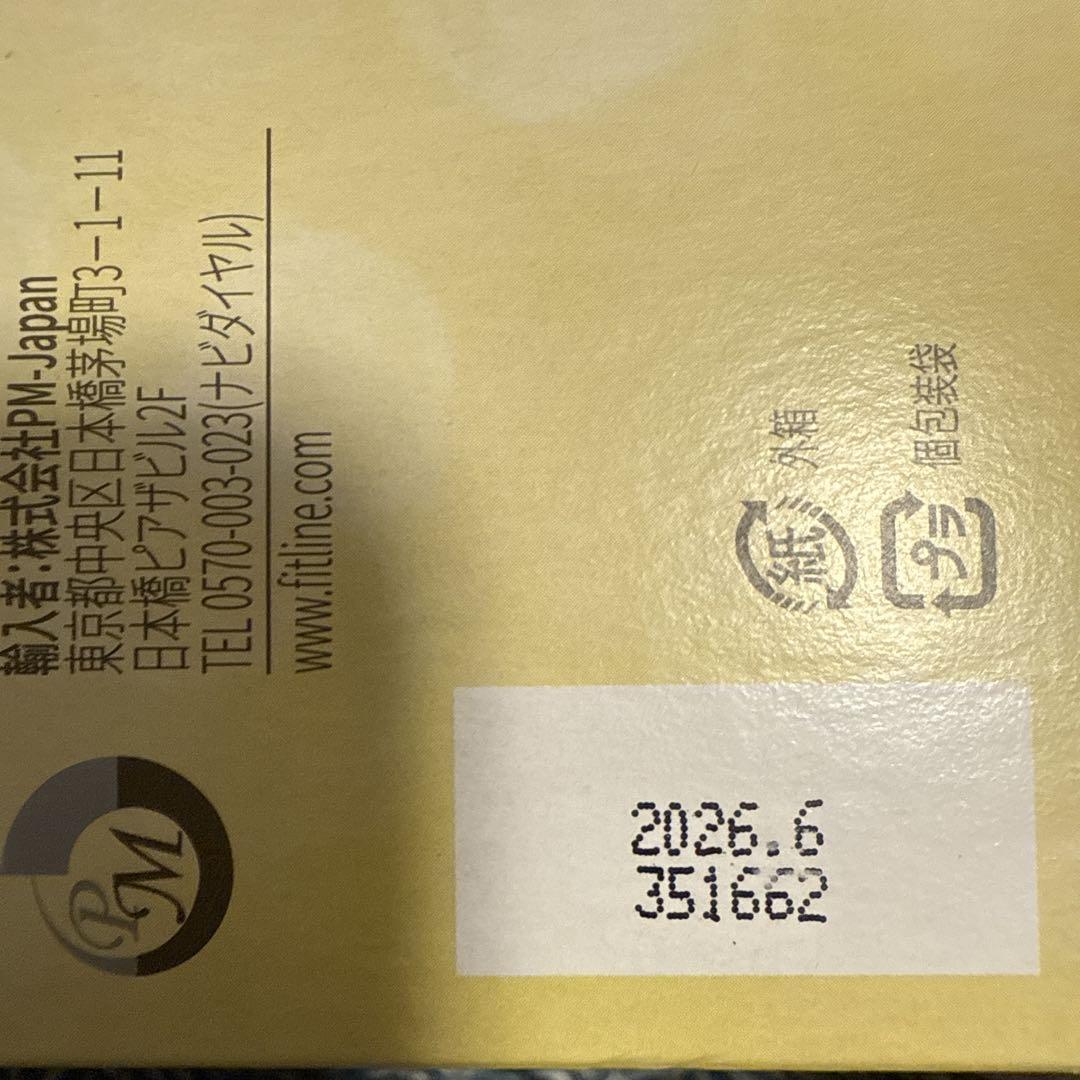 輸入者:株式会社PM-Japan
東京都中央区日本橋茅場町3-1-11
日本橋ピアザビル2F
TEL 0570-003-023(ナビダイヤル)
www.fitline.com
PM
紙 外箱
プラ 個包装袋
2026.6
351662